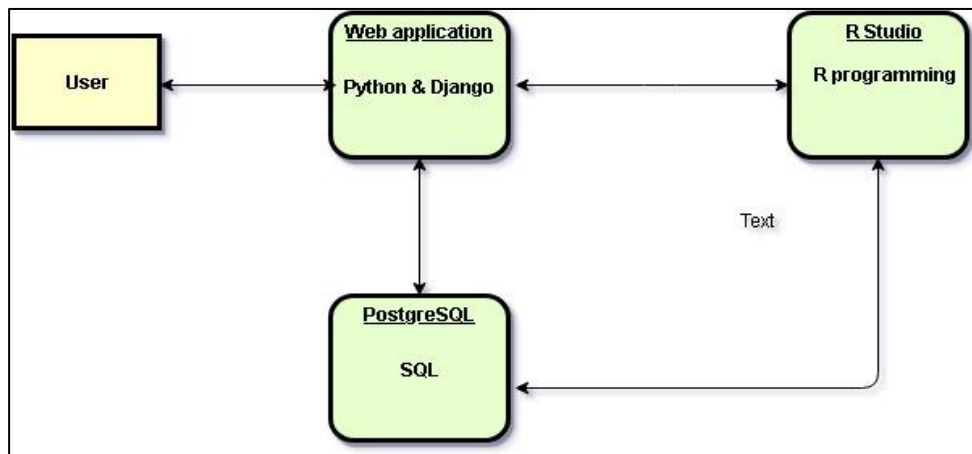 User
Web application
Python & Django
R Studio
R programming
Text
PostgreSQL
SQL